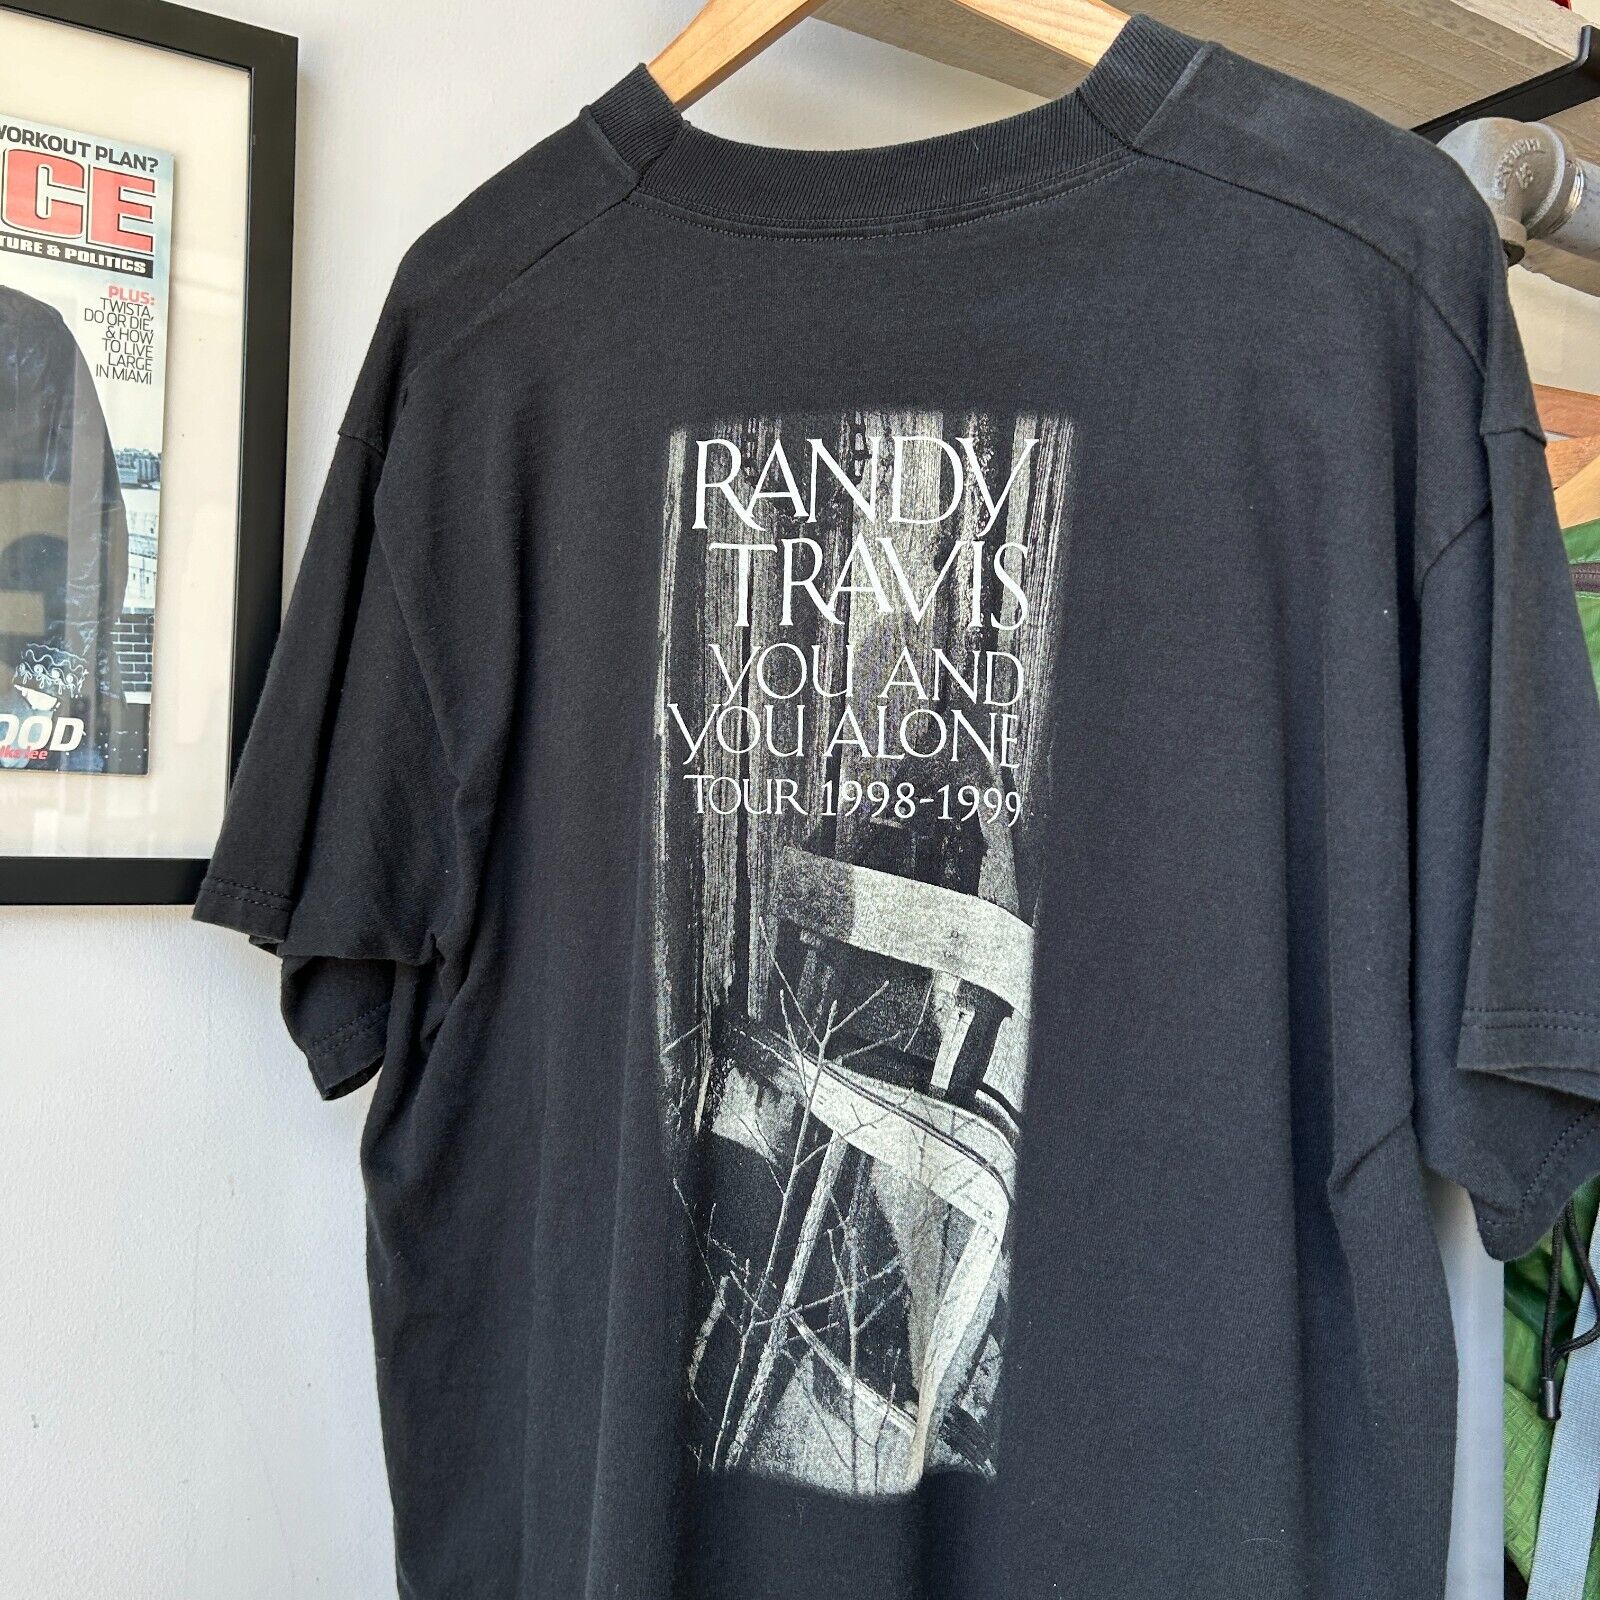 WORKOUT PLAN?
CE
TURE & POLITICS
PLUS:
TWISTA,
DO OR DIE,
& HOW
TO LIVE
LARGE
IN MIAMI
OOD
RANDY
TRAVIS
YOU AND
YOU ALONE
TOUR 1998-1999